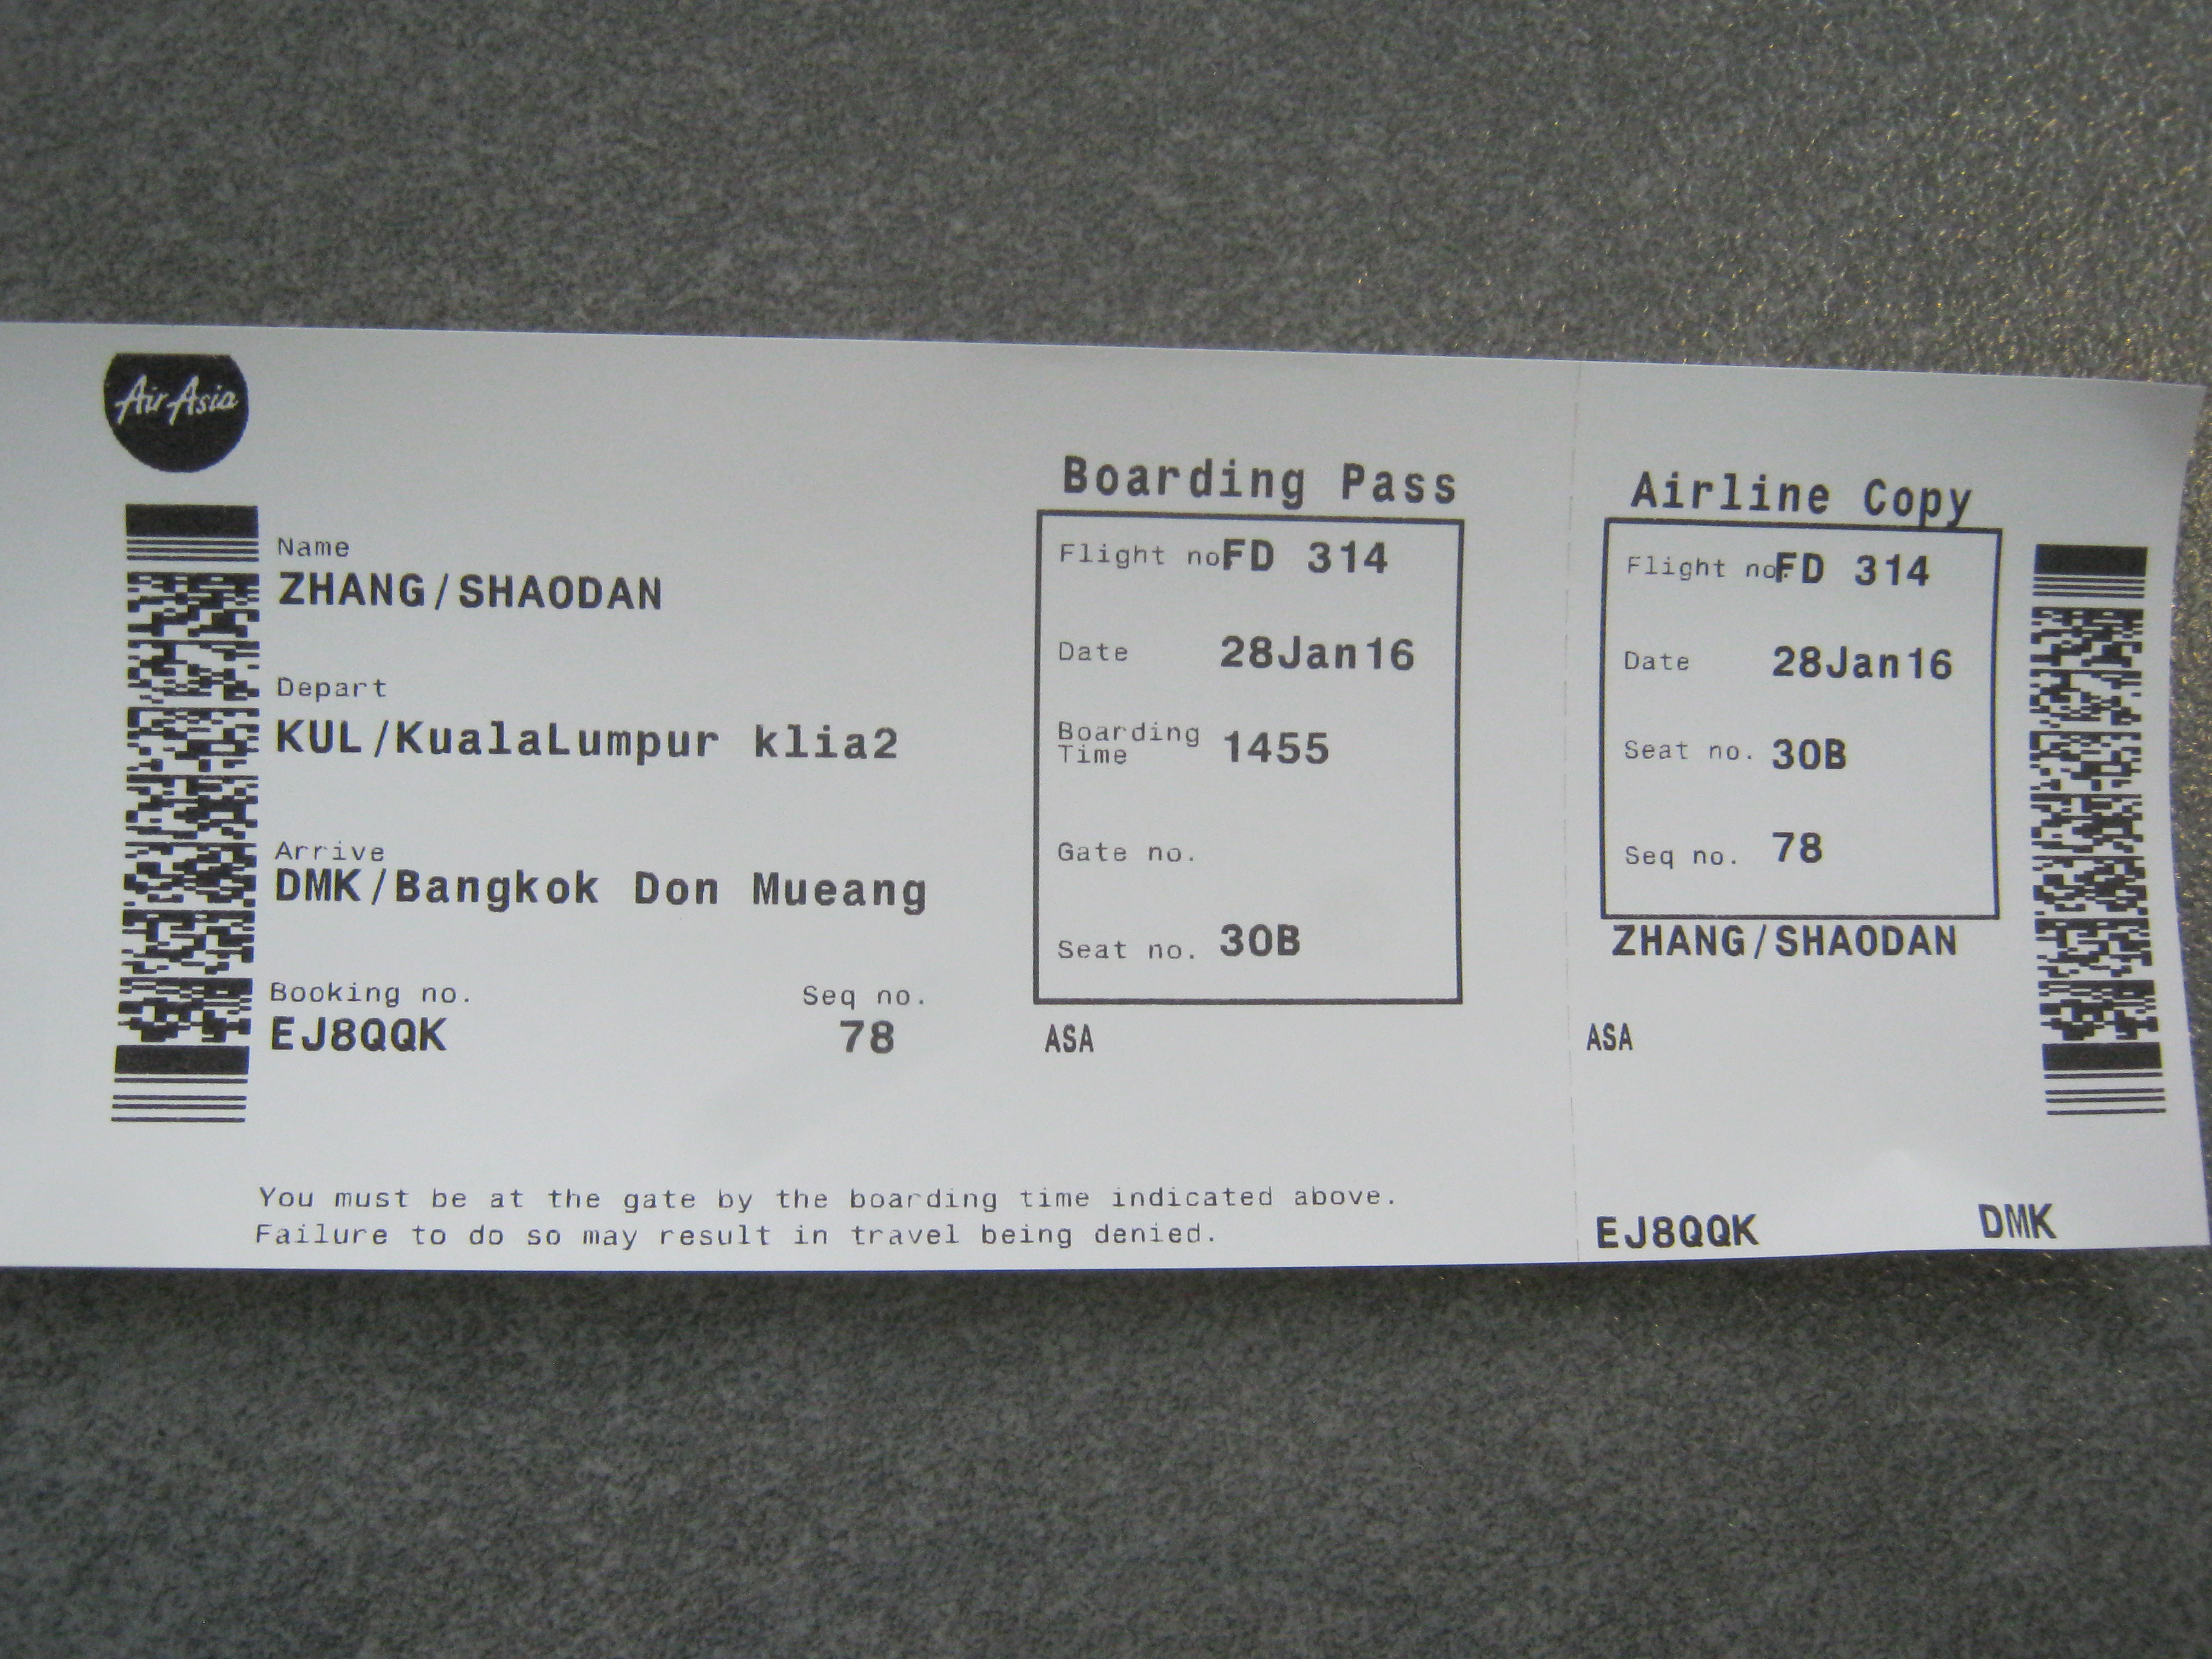 AirAsia
Name
ZHANG/SHAODAN
Depart
KUL/KualaLumpur klia2
Arrive
DMK/Bangkok Don Mueang
Booking no.
EJ8QQK
Seq no.
78
Boarding Pass
Flight no FD 314
Date 28Jan16
Boarding
Time 1455
Gate no.
Seat no. 30B
ASA
You must be at the gate by the boarding time indicated above.
Failure to do so may result in travel being denied.
Airline Copy
Flight no. FD 314
Date 28Jan16
Seat no. 30B
Seq no. 78
ZHANG/SHAODAN
ASA
EJ8QQK DMK